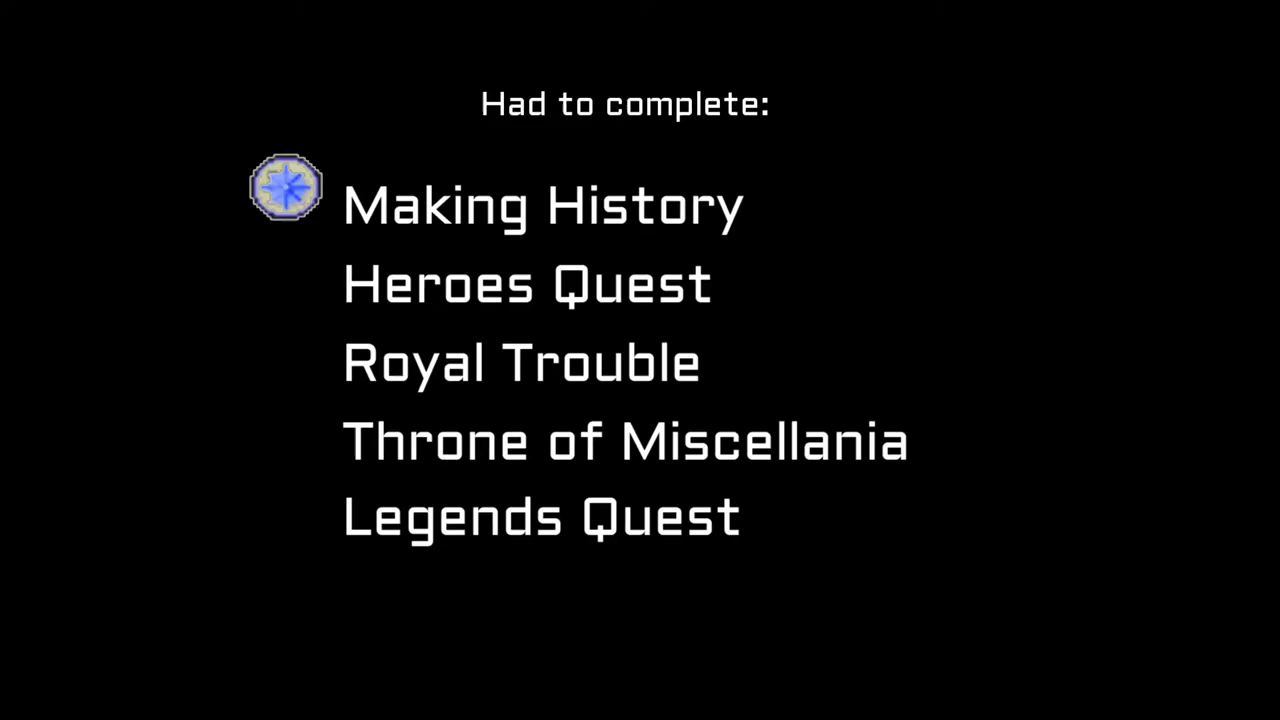 Had to complete:
Making History
Heroes Quest
Royal Trouble
Throne of Miscellania
Legends Quest